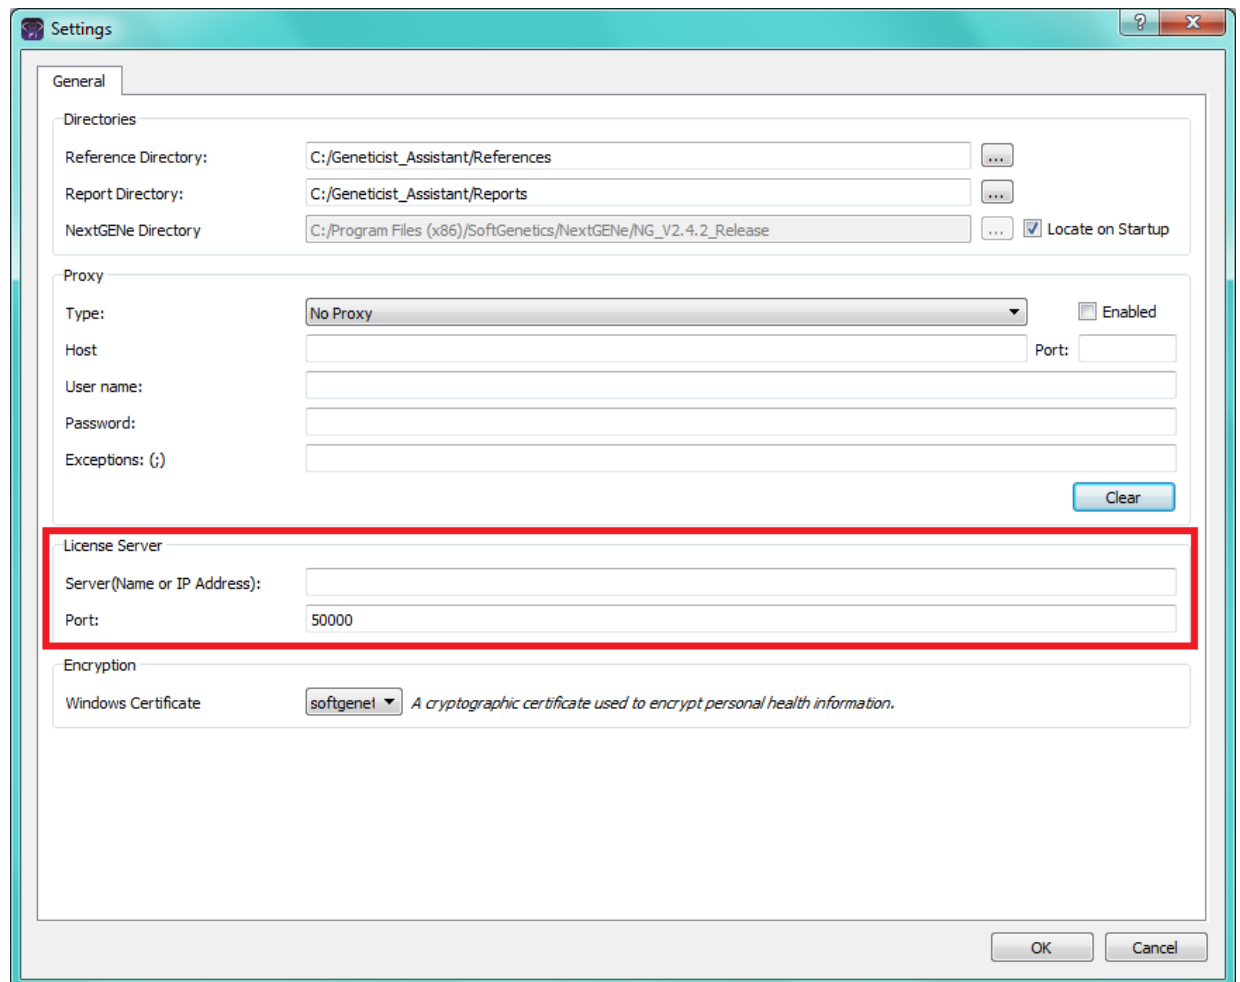 Settings
?
X
General
Directories
Reference Directory: C:/Geneticist_Assistant/References ...
Report Directory: C:/Geneticist_Assistant/Reports ...
NextGENe Directory C:/Program Files (x86)/SoftGenetics/NextGENe/NG_V2.4.2_Release ... Locate on Startup
Proxy
Type: No Proxy Enabled
Host Port:
User name:
Password:
Exceptions: (;)
Clear
License Server
Server(Name or IP Address):
Port: 50000
Encryption
Windows Certificate softgenet A cryptographic certificate used to encrypt personal health information.
OK Cancel